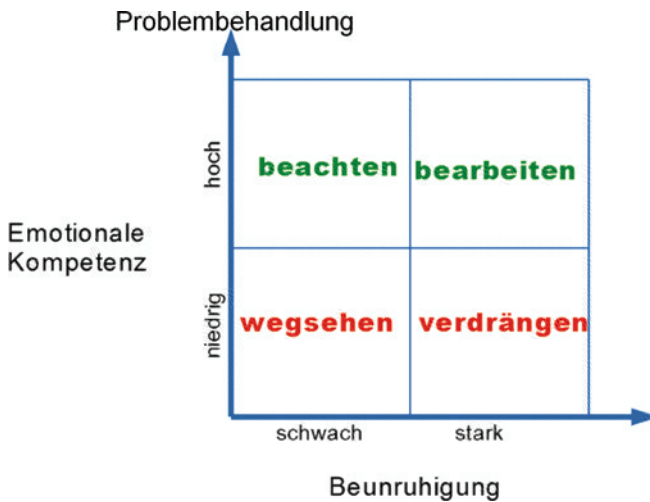 Problembehandlung
hoch
beachten
bearbeiten
Emotionale
Kompetenz
niedrig
wegsehen
verdrängen
schwach
stark
Beunruhigung